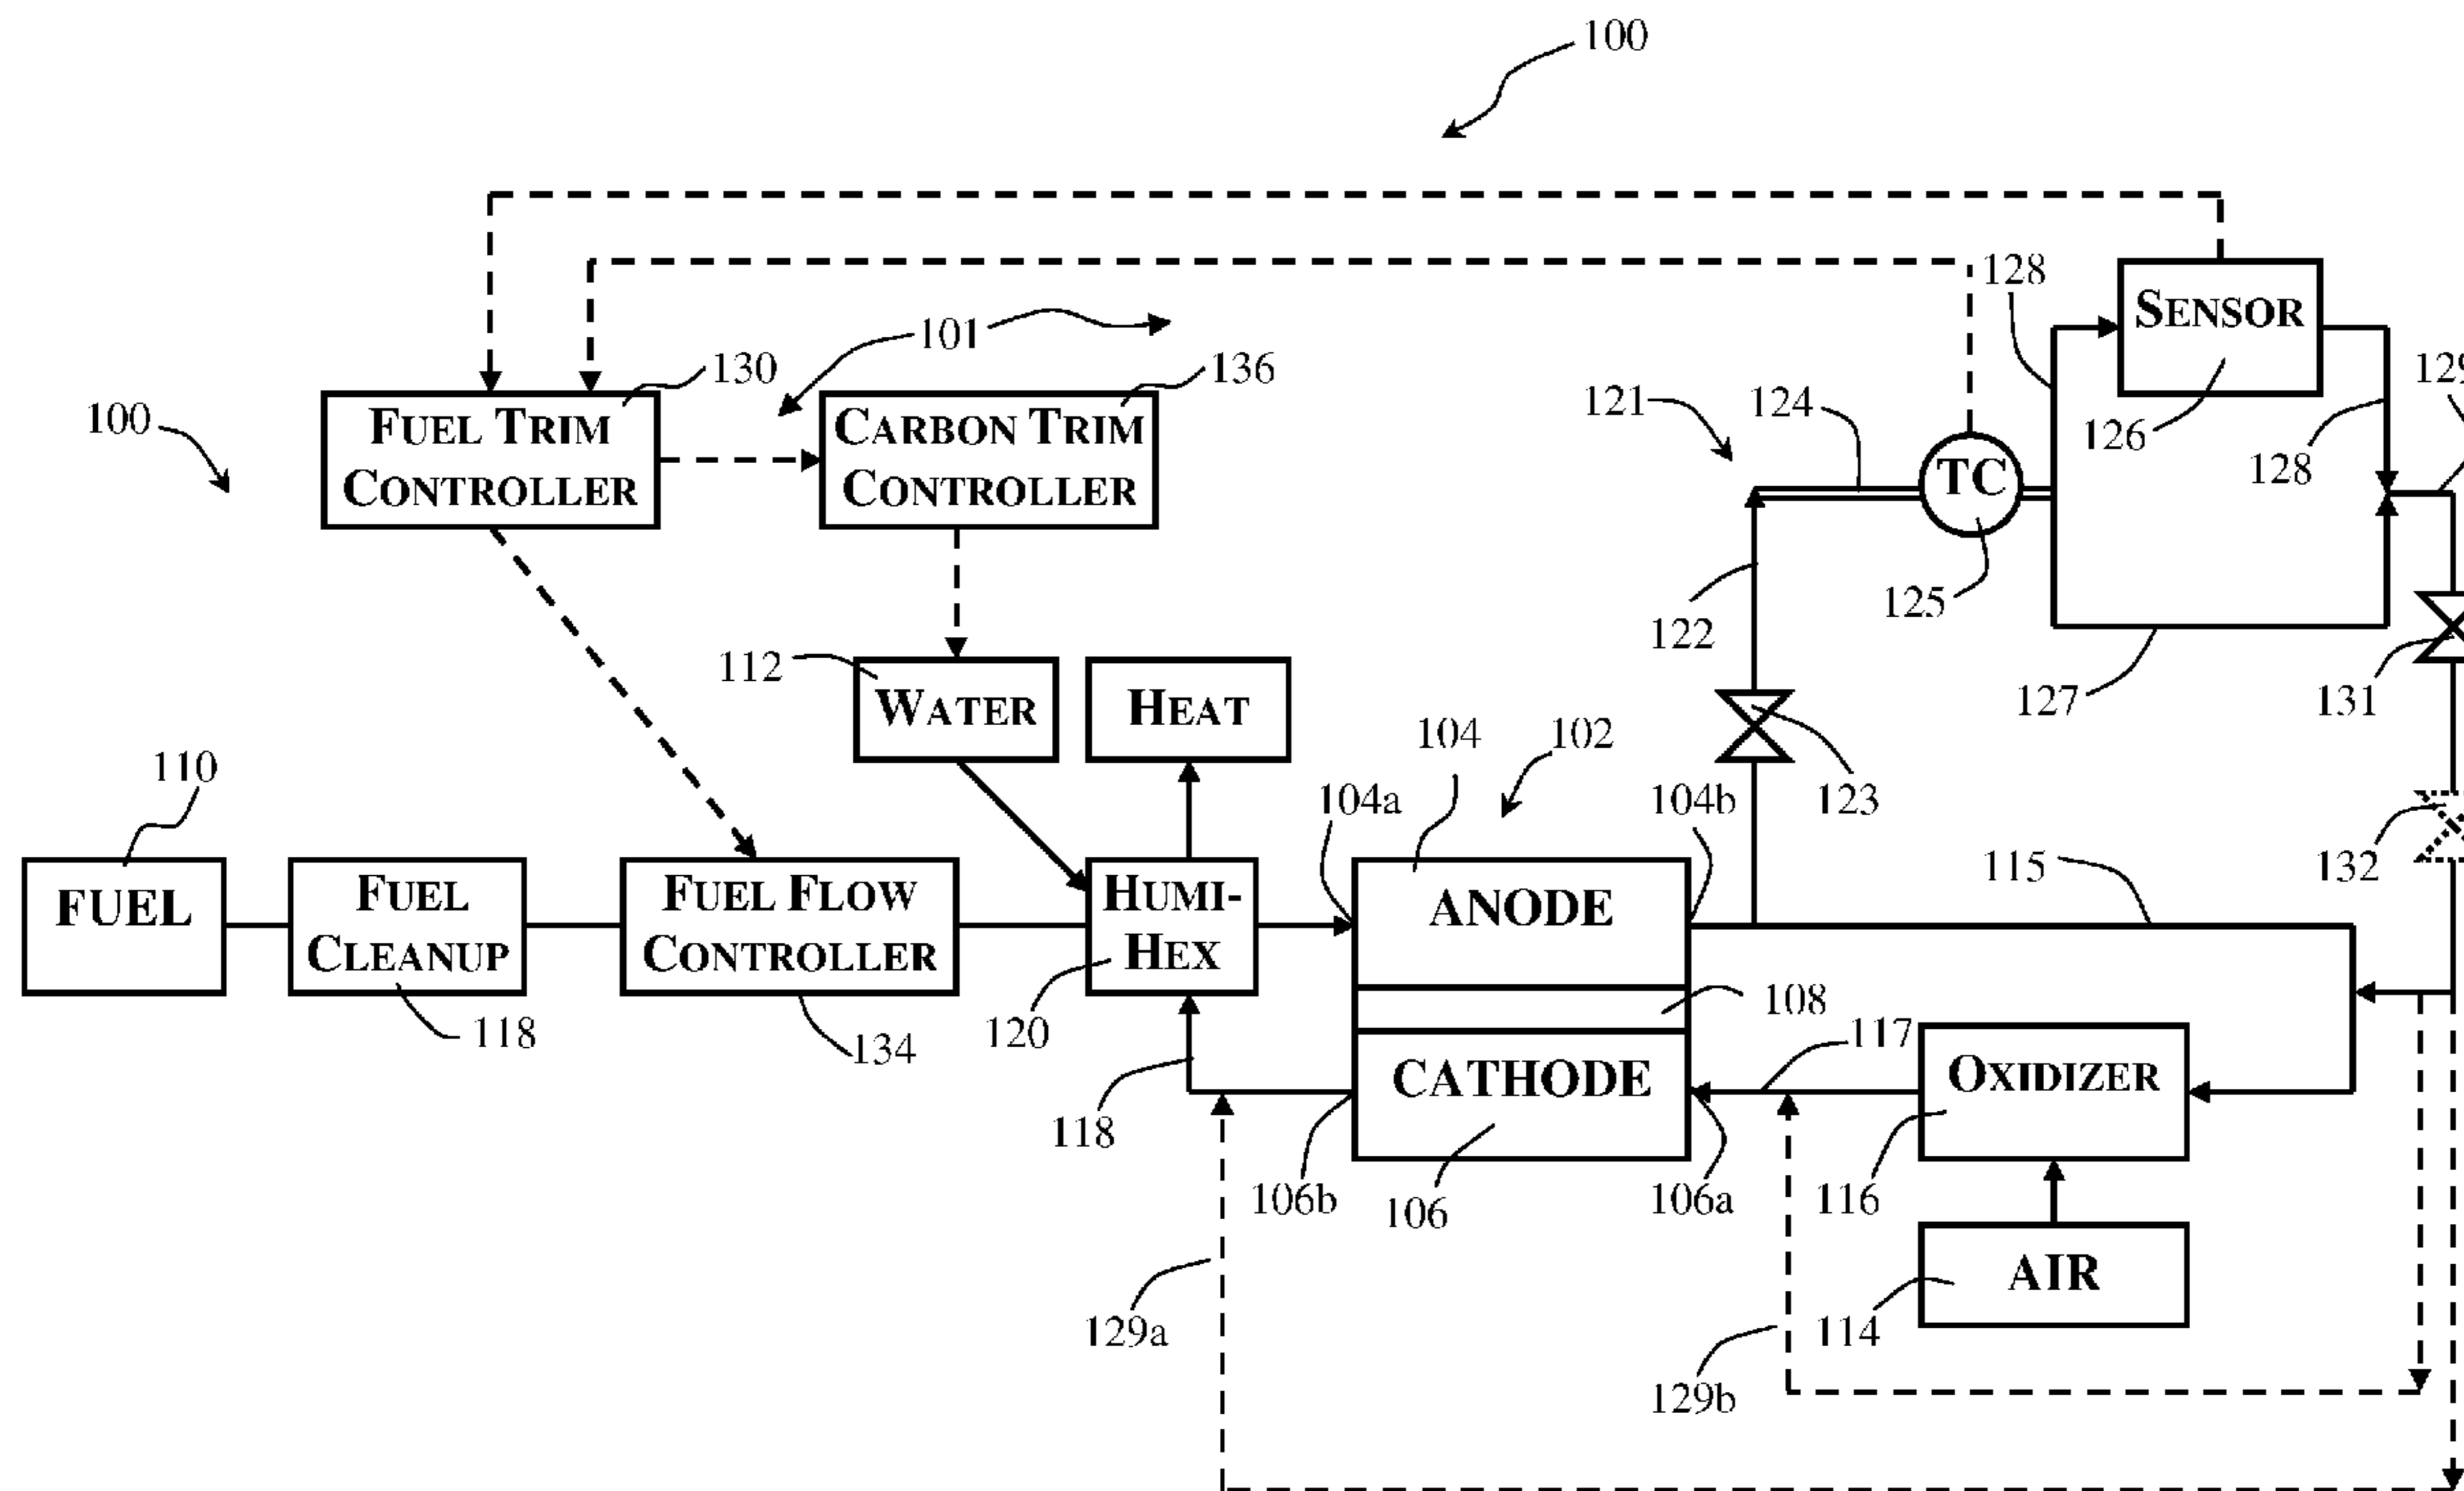 100
128
SENSOR
101
130
136
129
100
FUEL TRIM
CONTROLLER
CARBON TRIM
CONTROLLER
121
124
TC
126
128
125
122
112
WATER
HEAT
127
131
104
102
110
104a
104b
123
115
132
FUEL
FUEL
CLEANUP
FUEL FLOW
CONTROLLER
HUMI-
HEX
ANODE
108
118
134
120
117
CATHODE
OXIDIZER
118
106b
106
106a
116
AIR
129a
114
129b